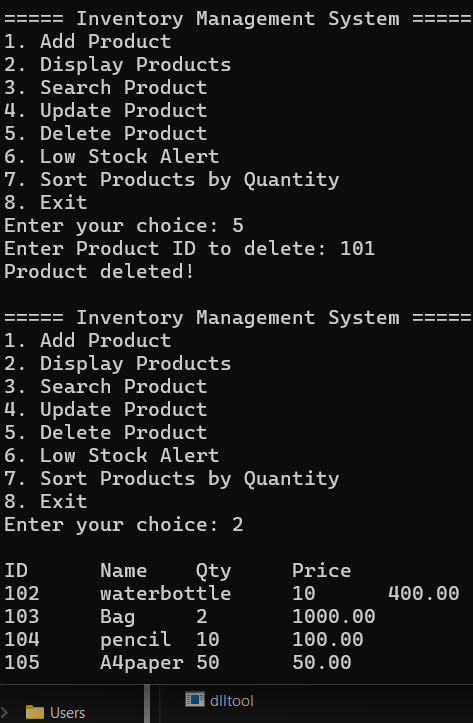 ===== Inventory Management System =====
1. Add Product
2. Display Products
3. Search Product
4. Update Product
5. Delete Product
6. Low Stock Alert
7. Sort Products by Quantity
8. Exit
Enter your choice: 5
Enter Product ID to delete: 101
Product deleted!

===== Inventory Management System =====
1. Add Product
2. Display Products
3. Search Product
4. Update Product
5. Delete Product
6. Low Stock Alert
7. Sort Products by Quantity
8. Exit
Enter your choice: 2

ID      Name    Qty     Price
102     waterbottle     10      400.00
103     Bag     2       1000.00
104     pencil  10      100.00
105     A4paper 50      50.00
Users
dlltool